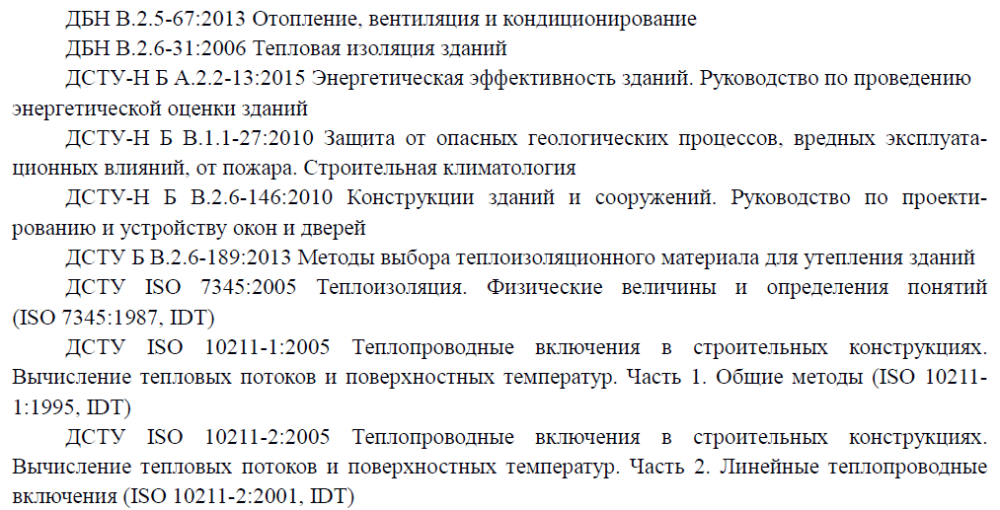 ДБН В.2.5-67:2013 Отопление, вентиляция и кондиционирование
ДБН В.2.6-31:2006 Тепловая изоляция зданий
ДСТУ-Н Б А.2.2-13:2015 Энергетическая эффективность зданий. Руководство по проведению
энергетической оценки зданий
ДСТУ-Н Б В.1.1-27:2010 Защита от опасных геологических процессов, вредных эксплуата-
ционных влияний, от пожара. Строительная климатология
ДСТУ-Н Б В.2.6-146:2010 Конструкции зданий и сооружений. Руководство по проекти-
рованию и устройству окон и дверей
ДСТУ Б В.2.6-189:2013 Методы выбора теплоизоляционного материала для утепления зданий
ДСТУ ISO 7345:2005 Теплоизоляция. Физические величины и определения понятий
(ISO 7345:1987, IDT)
ДСТУ ISO 10211-1:2005 Теплопроводные включения в строительных конструкциях.
Вычисление тепловых потоков и поверхностных температур. Часть 1. Общие методы (ISO 10211-
1:1995, IDT)
ДСТУ ISO 10211-2:2005 Теплопроводные включения в строительных конструкциях.
Вычисление тепловых потоков и поверхностных температур. Часть 2. Линейные теплопроводные
включения (ISO 10211-2:2001, IDT)